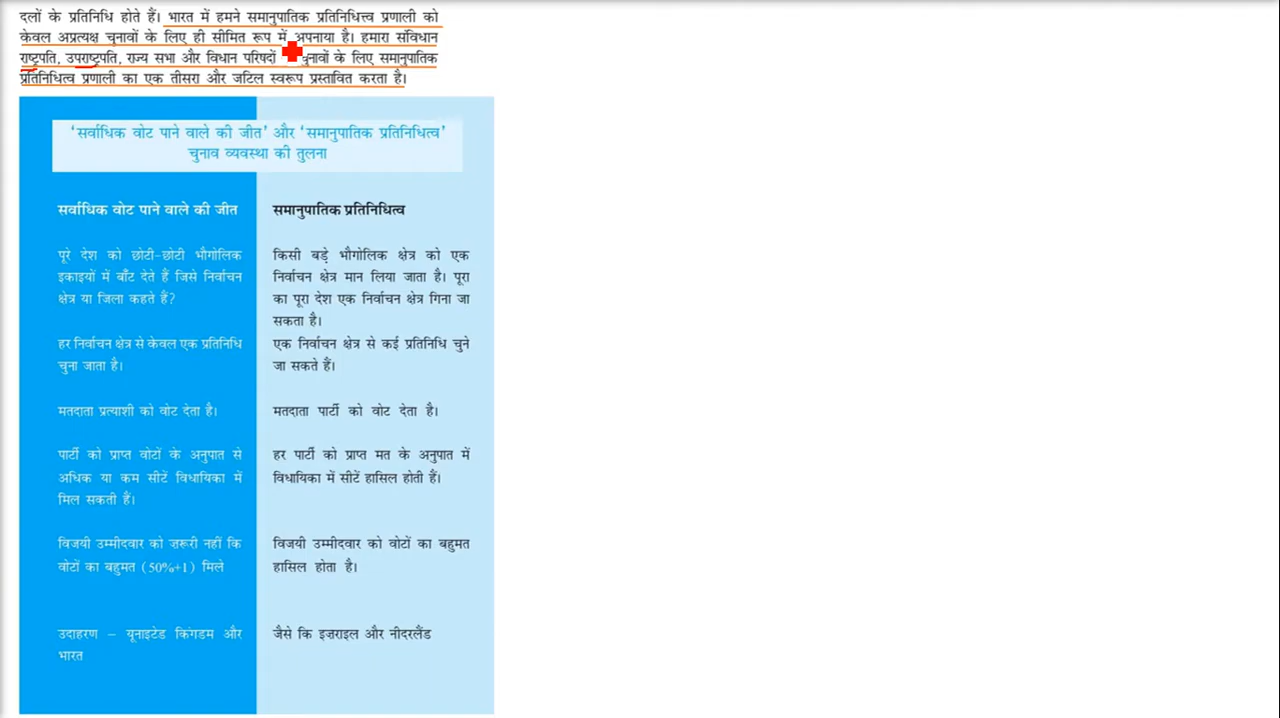 दलों के प्रतिनिधि होते हैं। भारत में हमने समानुपातिक प्रतिनिधित्त्व प्रणाली को
केवल अप्रत्यक्ष चुनावों के लिए ही सीमित रूप में अपनाया है। हमारा संविधान
राष्ट्रपति, उपराष्ट्रपति, राज्य सभा और विधान परिषदों चुनावों के लिए समानुपातिक
प्रतिनिधित्व प्रणाली का एक तीसरा और जटिल स्वरूप प्रस्तावित करता है।
‘सर्वाधिक वोट पाने वाले की जीत’ और ‘समानुपातिक प्रतिनिधित्व’
चुनाव व्यवस्था की तुलना
सर्वाधिक वोट पाने वाले की जीत
पूरे देश को छोटी-छोटी भौगोलिक
इकाइयों में बाँट देते हैं जिसे निर्वाचन
क्षेत्र या जिला कहते हैं?
हर निर्वाचन क्षेत्र से केवल एक प्रतिनिधि
चुना जाता है।
मतदाता प्रत्याशी को वोट देता है।
पार्टी को प्राप्त वोटों के अनुपात से
अधिक या कम सीटें विधायिका में
मिल सकती हैं।
विजयी उम्मीदवार को ज़रूरी नहीं कि
वोटों का बहुमत (50%+1) मिले
उदाहरण – यूनाइटेड किंगडम और
भारत
समानुपातिक प्रतिनिधित्व
किसी बड़े भौगोलिक क्षेत्र को एक
निर्वाचन क्षेत्र मान लिया जाता है। पूरा
का पूरा देश एक निर्वाचन क्षेत्र गिना जा
सकता है।
एक निर्वाचन क्षेत्र से कई प्रतिनिधि चुने
जा सकते हैं।
मतदाता पार्टी को वोट देता है।
हर पार्टी को प्राप्त मत के अनुपात में
विधायिका में सीटें हासिल होती हैं।
विजयी उम्मीदवार को वोटों का बहुमत
हासिल होता है।
जैसे कि इज़राइल और नीदरलैंड